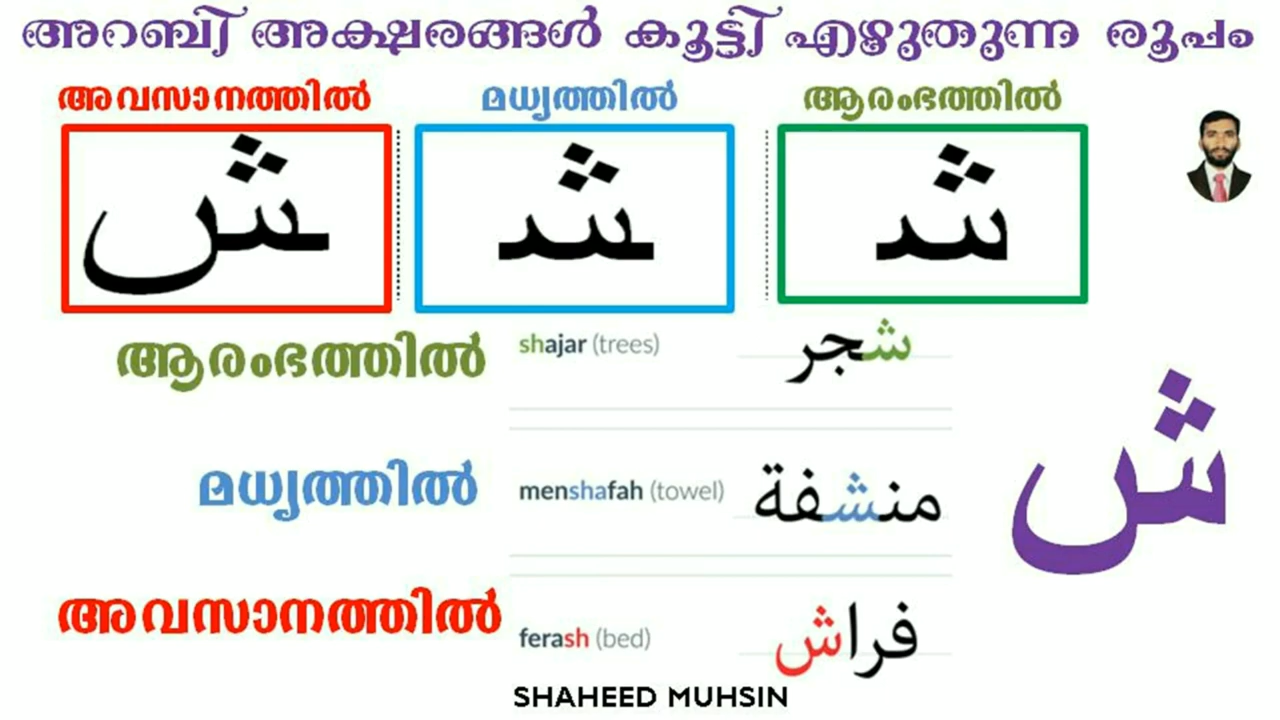 അറബി അക്ഷരങ്ങൾ കൂട്ടി എഴുതുന്ന രൂപം
അവസാനത്തിൽ മധ്യത്തിൽ ആരംഭത്തിൽ
ـش ـشـ شـ
ആരംഭത്തിൽ shajar (trees) شجر
ش
മധ്യത്തിൽ menshafah (towel) منشفة
അവസാനത്തിൽ ferash (bed) فراش
SHAHEED MUHSIN